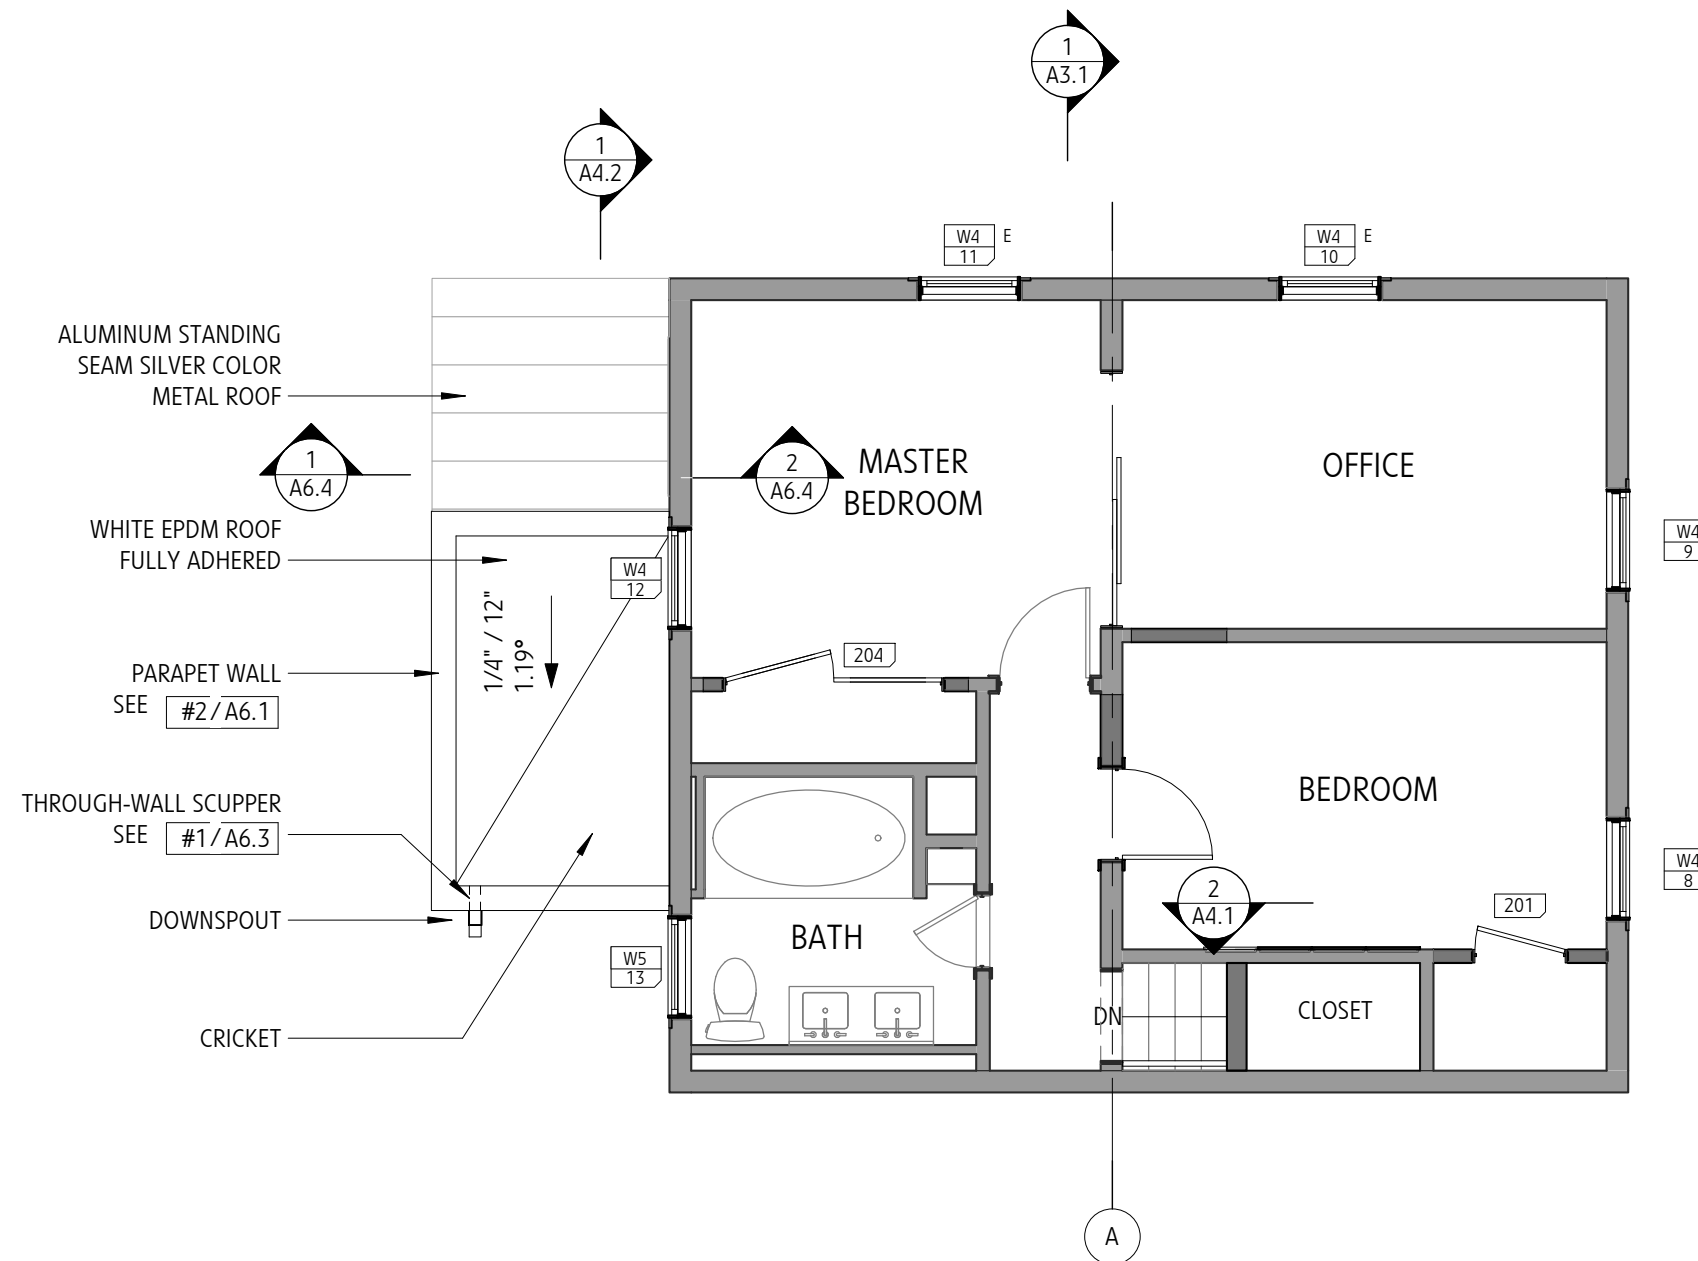 1
A3.1
1
A4.2
W4
11
E
W4
10
E
ALUMINUM STANDING
SEAM SILVER COLOR
METAL ROOF
1
A6.4
2
A6.4
MASTER
BEDROOM
OFFICE
WHITE EPDM ROOF
FULLY ADHERED
W4
12
W4
9
1/4" / 12"
1.19°
204
PARAPET WALL
SEE #2/A6.1
BEDROOM
THROUGH-WALL SCUPPER
SEE #1/A6.3
W4
8
2
A4.1
201
DOWNSPOUT
BATH
W5
13
DN
CLOSET
CRICKET
A